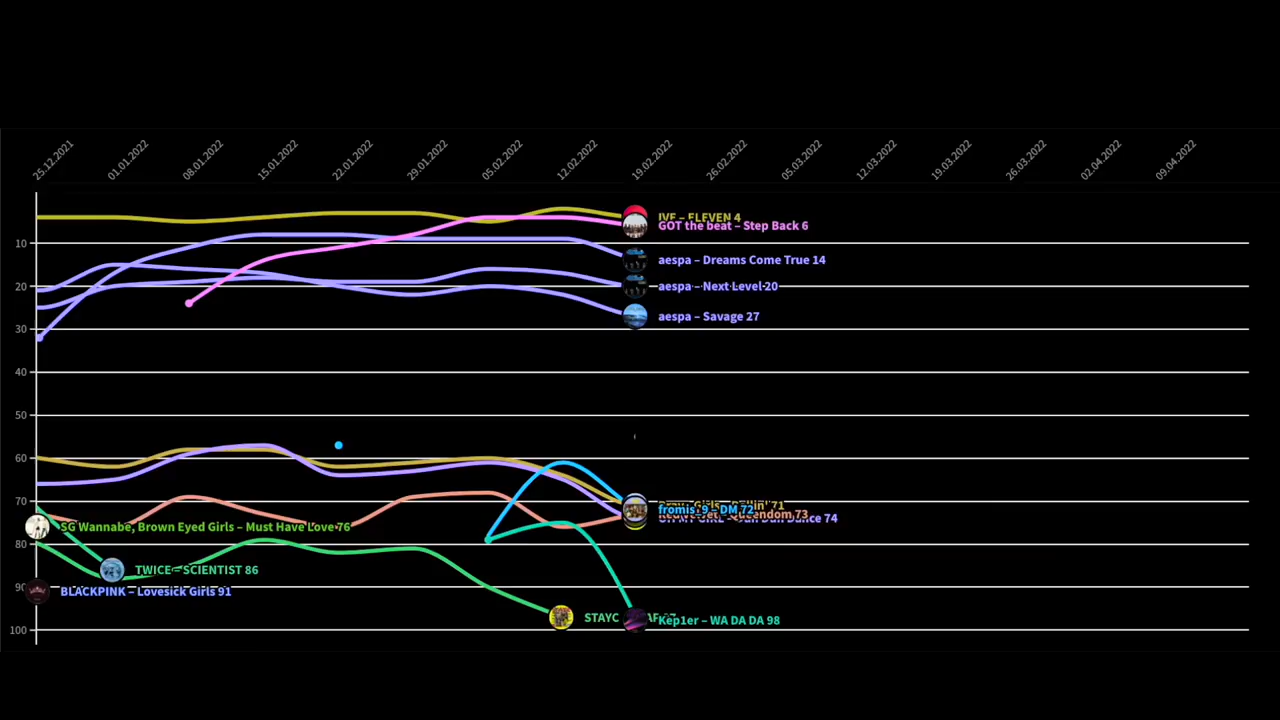 25.12.2021
01.01.2022
08.01.2022
15.01.2022
22.01.2022
29.01.2022
05.02.2022
12.02.2022
19.02.2022
26.02.2022
05.03.2022
12.03.2022
19.03.2022
26.03.2022
02.04.2022
09.04.2022
IVE – ELEVEN 4
GOT the beat – Step Back 6
10
aespa – Dreams Come True 14
20
aespa – Next Level 20
aespa – Savage 27
30
40
50
60
70
71
fromis_9 – DM 72
Queendom 73
Dance 74
SG Wannabe, Brown Eyed Girls – Must Have Love 76
80
TWICE – SCIENTIST 86
90
BLACKPINK – Lovesick Girls 91
STAYC
Kep1er – WA DA DA 98
100